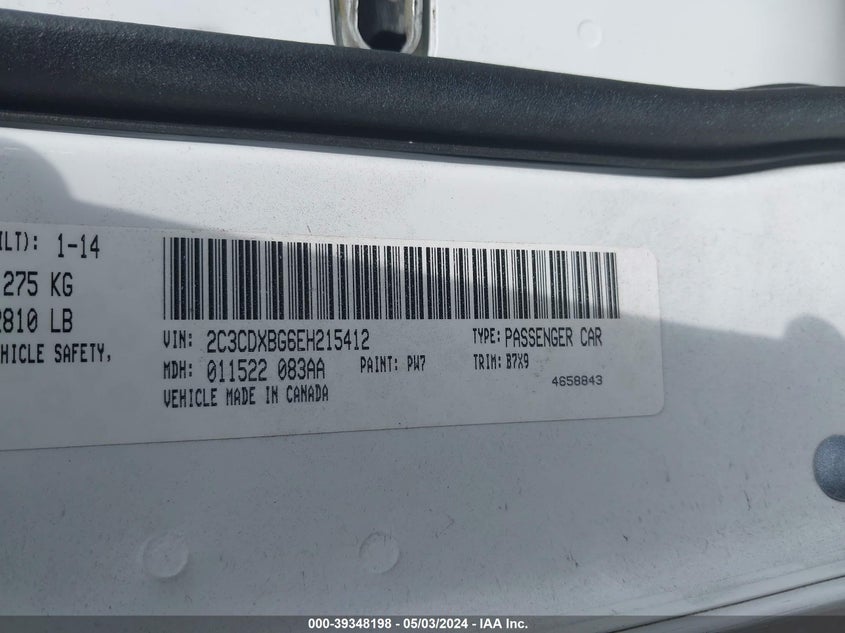 ILT): 1-14
275 KG
2810 LB
HICLE SAFETY,
VIN: 2C3CDXBG6EH215412 TYPE: PASSENGER CAR
MDH: 011522 083AA PAINT: PW7 TRIM: B7X9
4658843
VEHICLE MADE IN CANADA
000-39348198 - 05/03/2024 - IAA Inc.